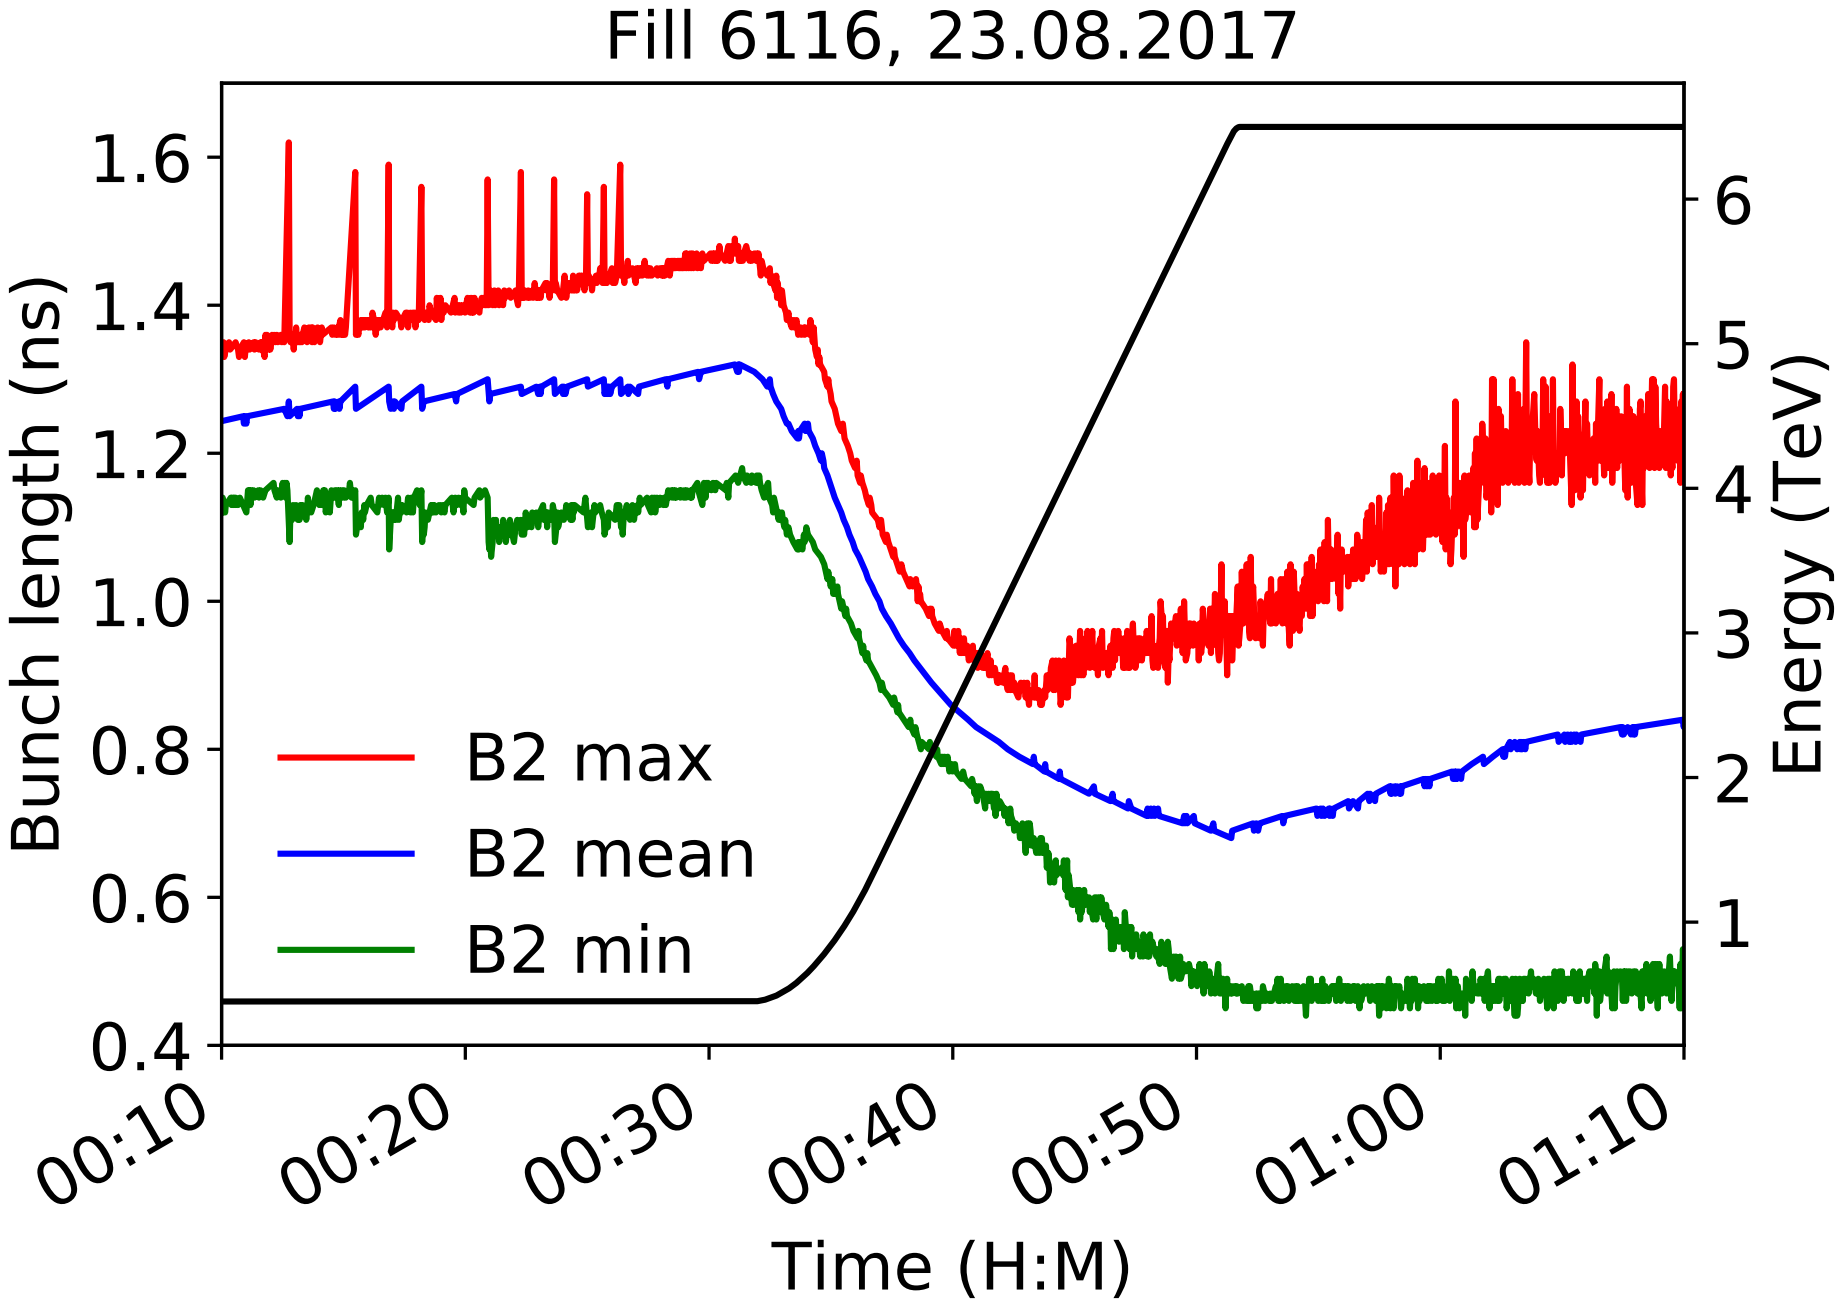 Fill 6116, 23.08.2017
Bunch length (ns)
1.6
1.4
1.2
1.0
0.8
0.6
0.4
B2 max
B2 mean
B2 min
6
5
4
3
2
1
Energy (TeV)
00:10
00:20
00:30
00:40
00:50
01:00
01:10
Time (H:M)